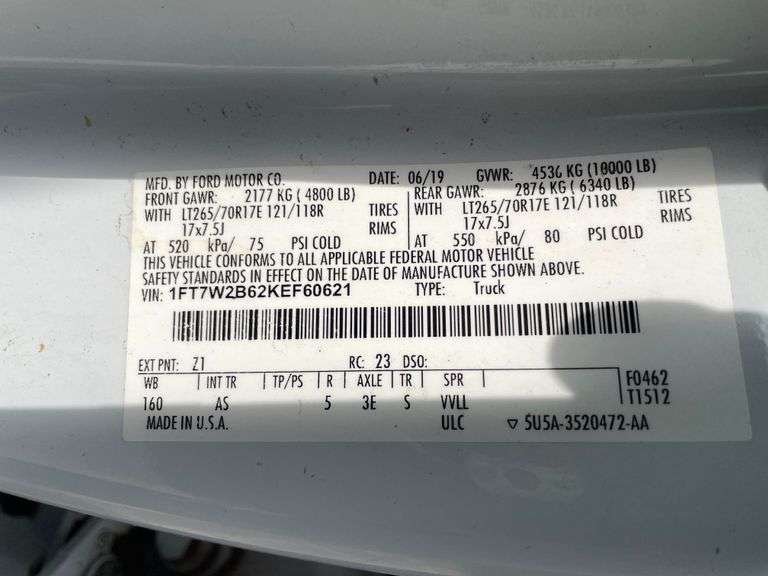 MFD. BY FORD MOTOR CO. DATE: 06/19 GVWR: 4536 KG (10000 LB)
FRONT GAWR: 2177 KG ( 4800 LB) REAR GAWR: 2876 KG ( 6340 LB)
WITH LT265/70R17E 121/118R TIRES WITH LT265/70R17E 121/118R TIRES
17x7.5J RIMS 17x7.5J RIMS
AT 520 kPa/ 75 PSI COLD AT 550 kPa/ 80 PSI COLD
THIS VEHICLE CONFORMS TO ALL APPLICABLE FEDERAL MOTOR VEHICLE
SAFETY STANDARDS IN EFFECT ON THE DATE OF MANUFACTURE SHOWN ABOVE.
VIN: 1FT7W2B62KEF60621 TYPE: Truck
EXT PNT: Z1 RC: 23 DSO:
WB INT TR TP/PS R AXLE TR SPR F0462
160 AS 5 3E S VVLL T1512
MADE IN U.S.A. ULC ▽ 5U5A-3520472-AA